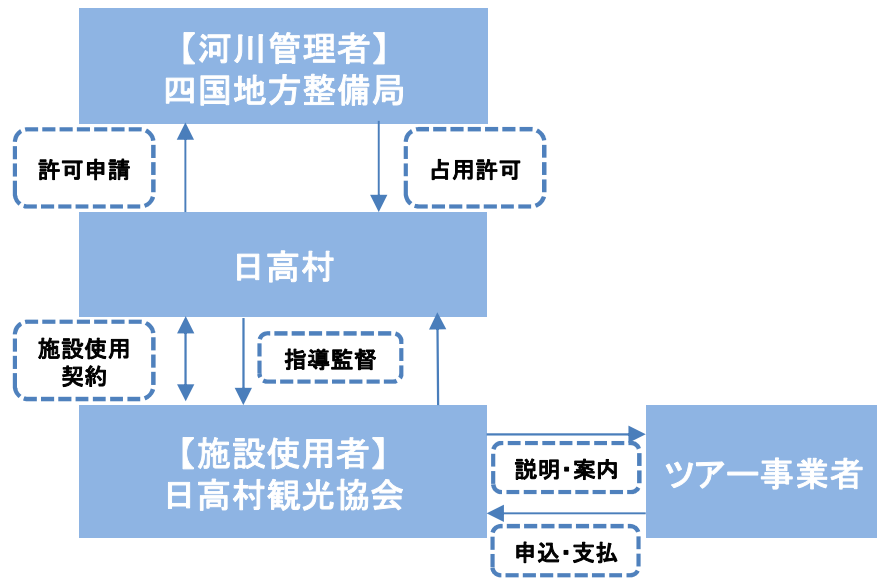 【河川管理者】
四国地方整備局
許可申請
占用許可
日高村
施設使用
契約
指導監督
【施設使用者】
日高村観光協会
説明・案内
ツアー事業者
申込・支払